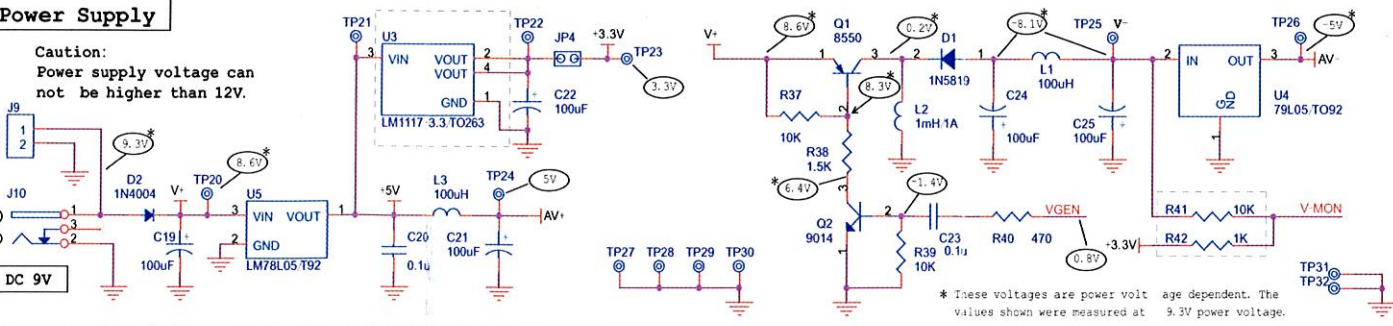 Power Supply
Caution:
Power supply voltage can
not be higher than 12V.
J9
1
2
9.3V*
J10
1
3
2
DC 9V
D2
1N4004
V+
TP20
8.6V*
C19
100uF
U5
3 VIN VOUT 1
2 GND
LM78L05/T92
TP21
U3
3 VIN VOUT 2
VOUT 4
GND 1
LM1117-3.3/TO263
TP22
C22
100uF
JP4
+3.3V
TP23
3.3V
+5V
C20
0.1u
L3
100uH
C21
100uF
TP24
5V
AV+
V+
8.6V*
Q1
8550
1 3
2
0.2V*
8.3V*
R37
10K
R38
1.5K
*6.4V
3
Q2
9014
2
1
-1.4V
R39
10K
C23
0.1u
R40 470
VGEN
0.8V
D1
1N5819
L2
1mH/1A
1
-8.1V*
C24
100uF
L1
100uH
TP25 V-
C25
100uF
2 IN OUT 3
GND
1
U4
79L05/TO92
TP26
-5V*
AV-
R41 10K
R42 1K
+3.3V
V-MON
TP27 TP28 TP29 TP30
TP31
TP32
* These voltages are power volt age dependent. The
values shown were measured at 9.3V power voltage.